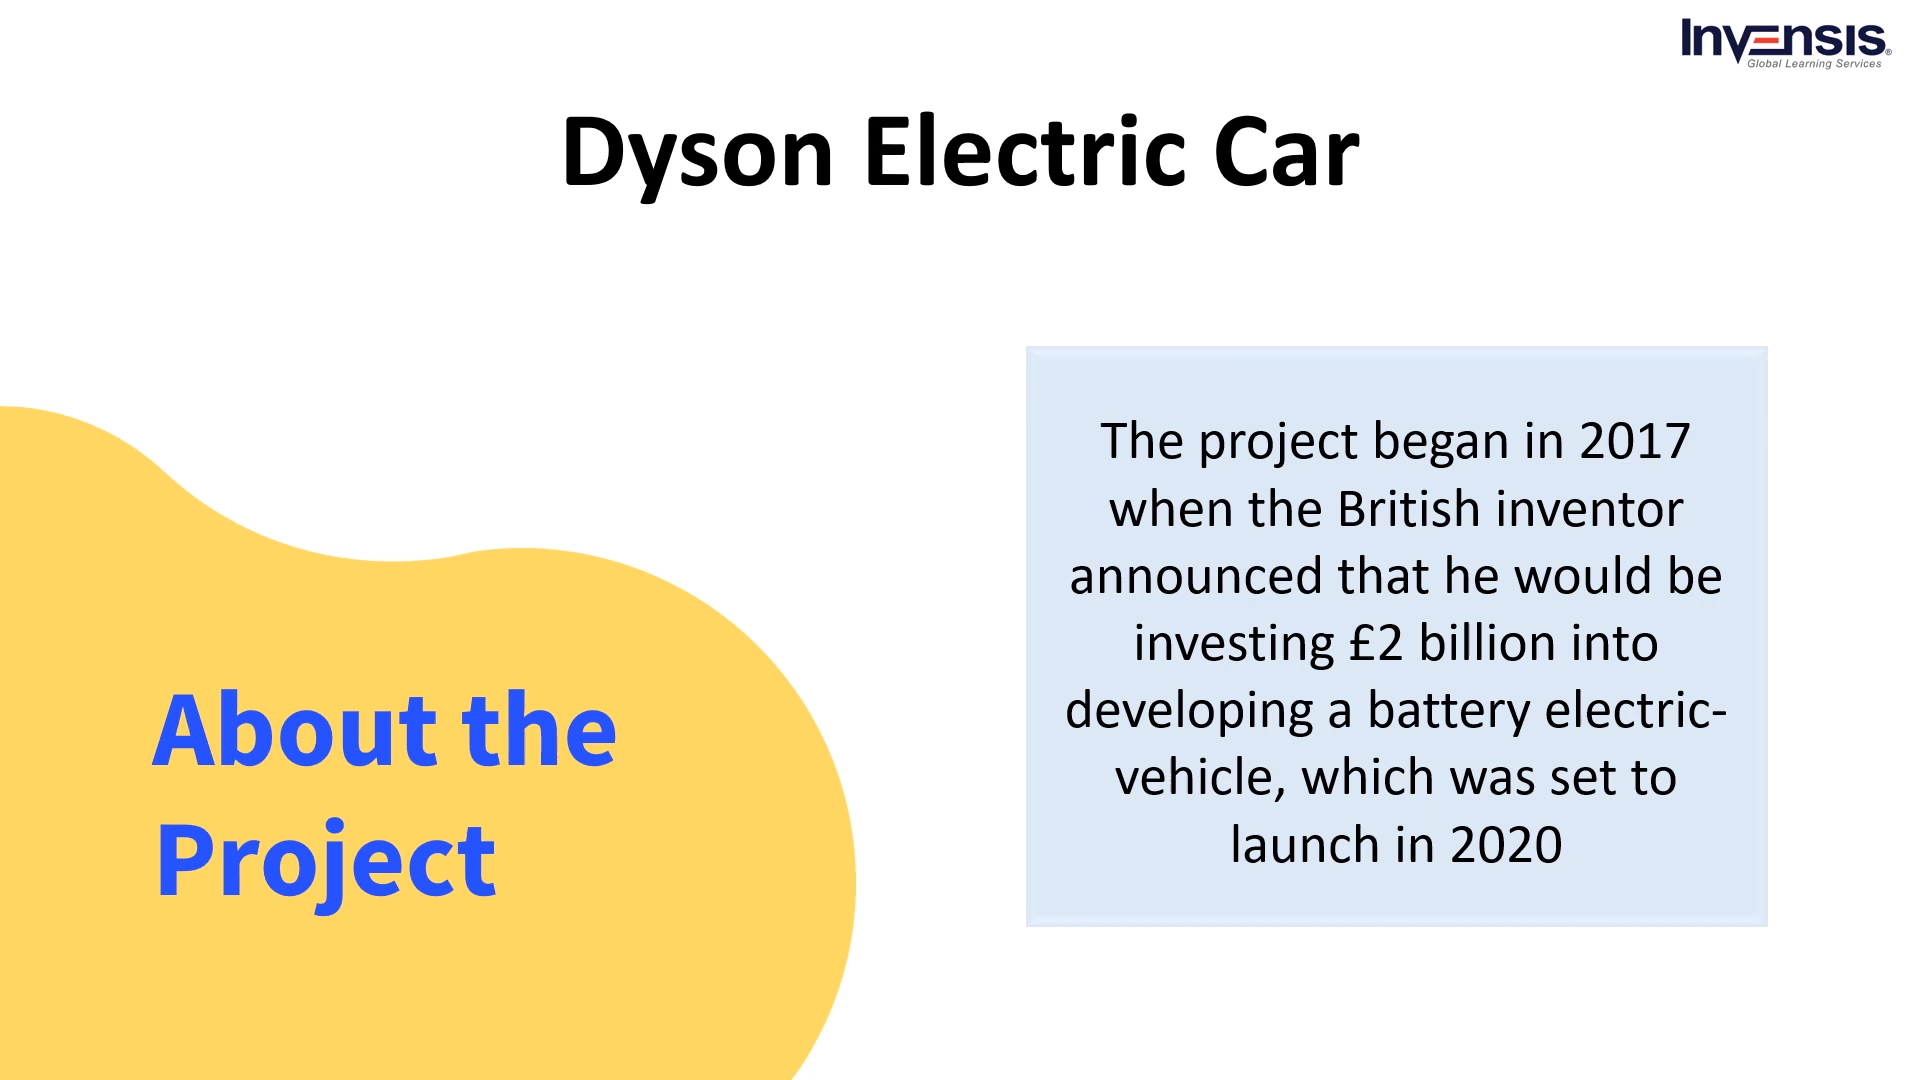 Invensis®
Global Learning Services
Dyson Electric Car
About the
Project
The project began in 2017
when the British inventor
announced that he would be
investing £2 billion into
developing a battery electric-
vehicle, which was set to
launch in 2020